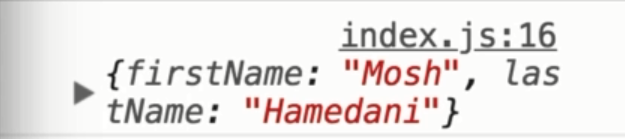 index.js:16
{firstName: "Mosh", las
tName: "Hamedani"}